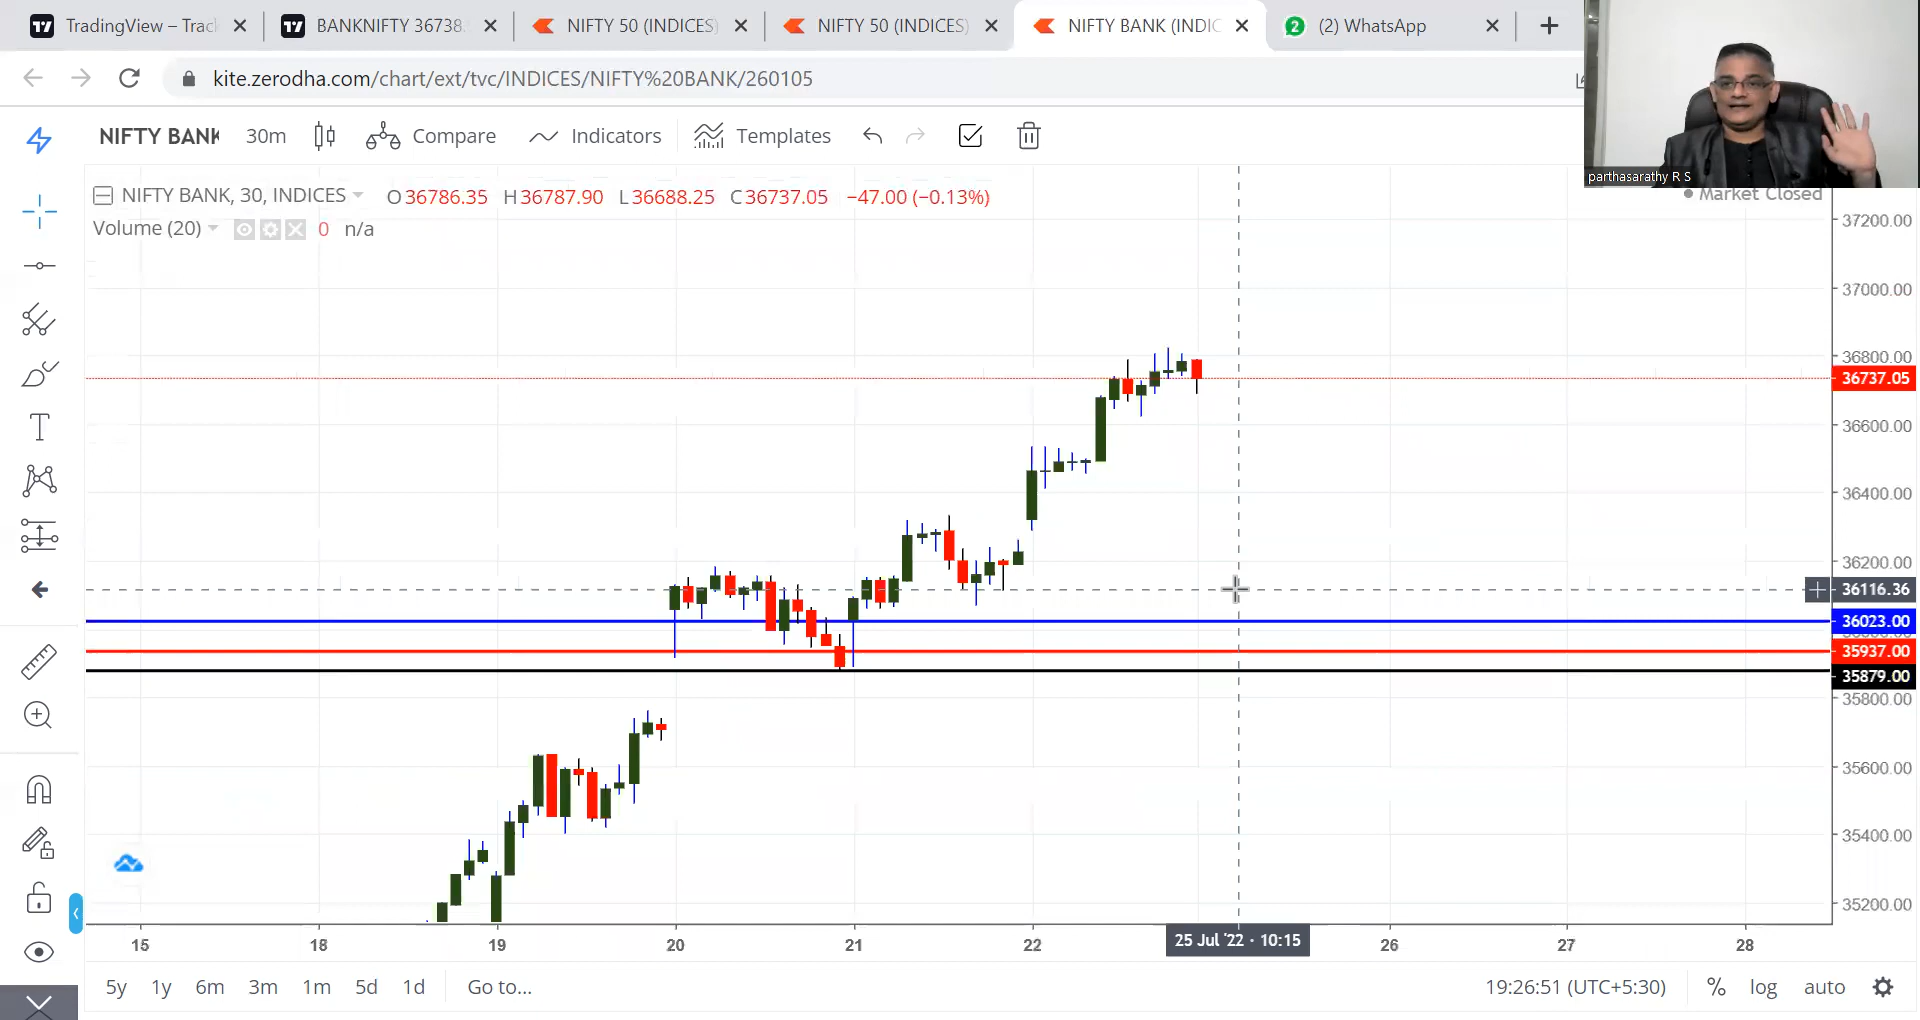 TradingView – Trac
BANKNIFTY 36738.
NIFTY 50 (INDICES)
NIFTY 50 (INDICES)
NIFTY BANK (INDIC
2 (2) WhatsApp
kite.zerodha.com/chart/ext/tvc/INDICES/NIFTY%20BANK/260105
NIFTY BANK 30m Compare Indicators Templates
parthasarathy R S
NIFTY BANK, 30, INDICES O36786.35 H36787.90 L36688.25 C36737.05 −47.00 (−0.13%)
Market Closed
Volume (20) 0 n/a
37200.00
37000.00
36800.00
36737.05
36600.00
36400.00
36200.00
36116.36
36023.00
35937.00
35879.00
35800.00
35600.00
35400.00
35200.00
15 18 19 20 21 22 25 Jul '22 · 10:15 26 27 28
5y 1y 6m 3m 1m 5d 1d Go to... 19:26:51 (UTC+5:30) % log auto